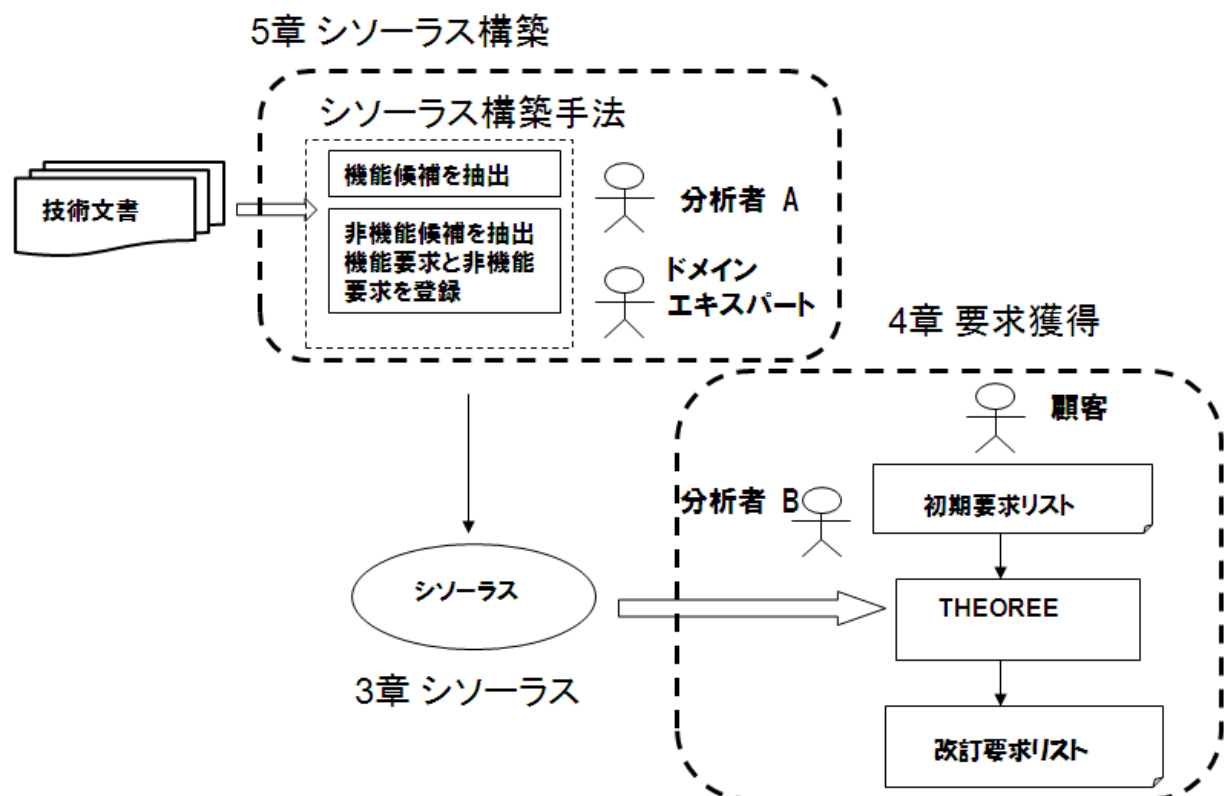 5章 シソーラス構築
シソーラス構築手法
機能候補を抽出
技術文書
分析者 A
非機能候補を抽出
機能要求と非機能
要求を登録
ドメイン
エキスパート
4章 要求獲得
顧客
分析者 B
初期要求リスト
シソーラス
THEOREE
3章 シソーラス
改訂要求リスト